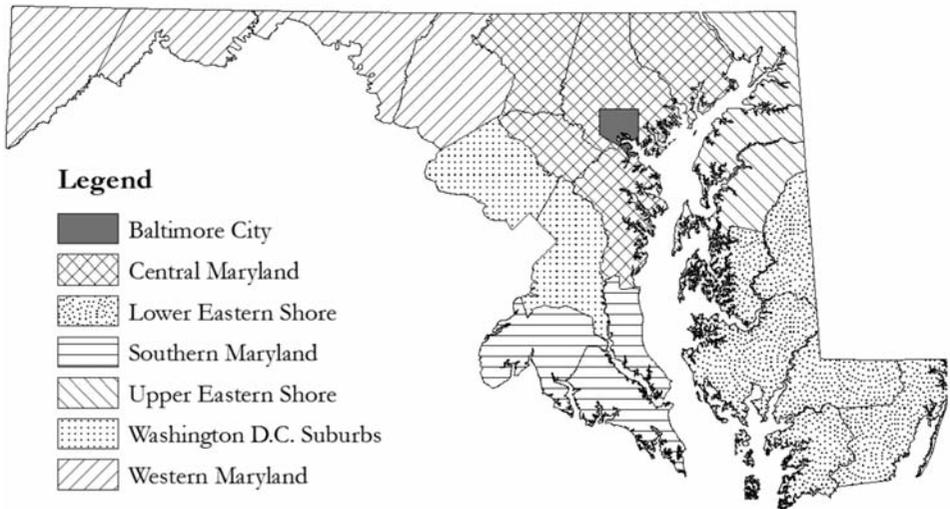 Legend
Baltimore City
Central Maryland
Lower Eastern Shore
Southern Maryland
Upper Eastern Shore
Washington D.C. Suburbs
Western Maryland